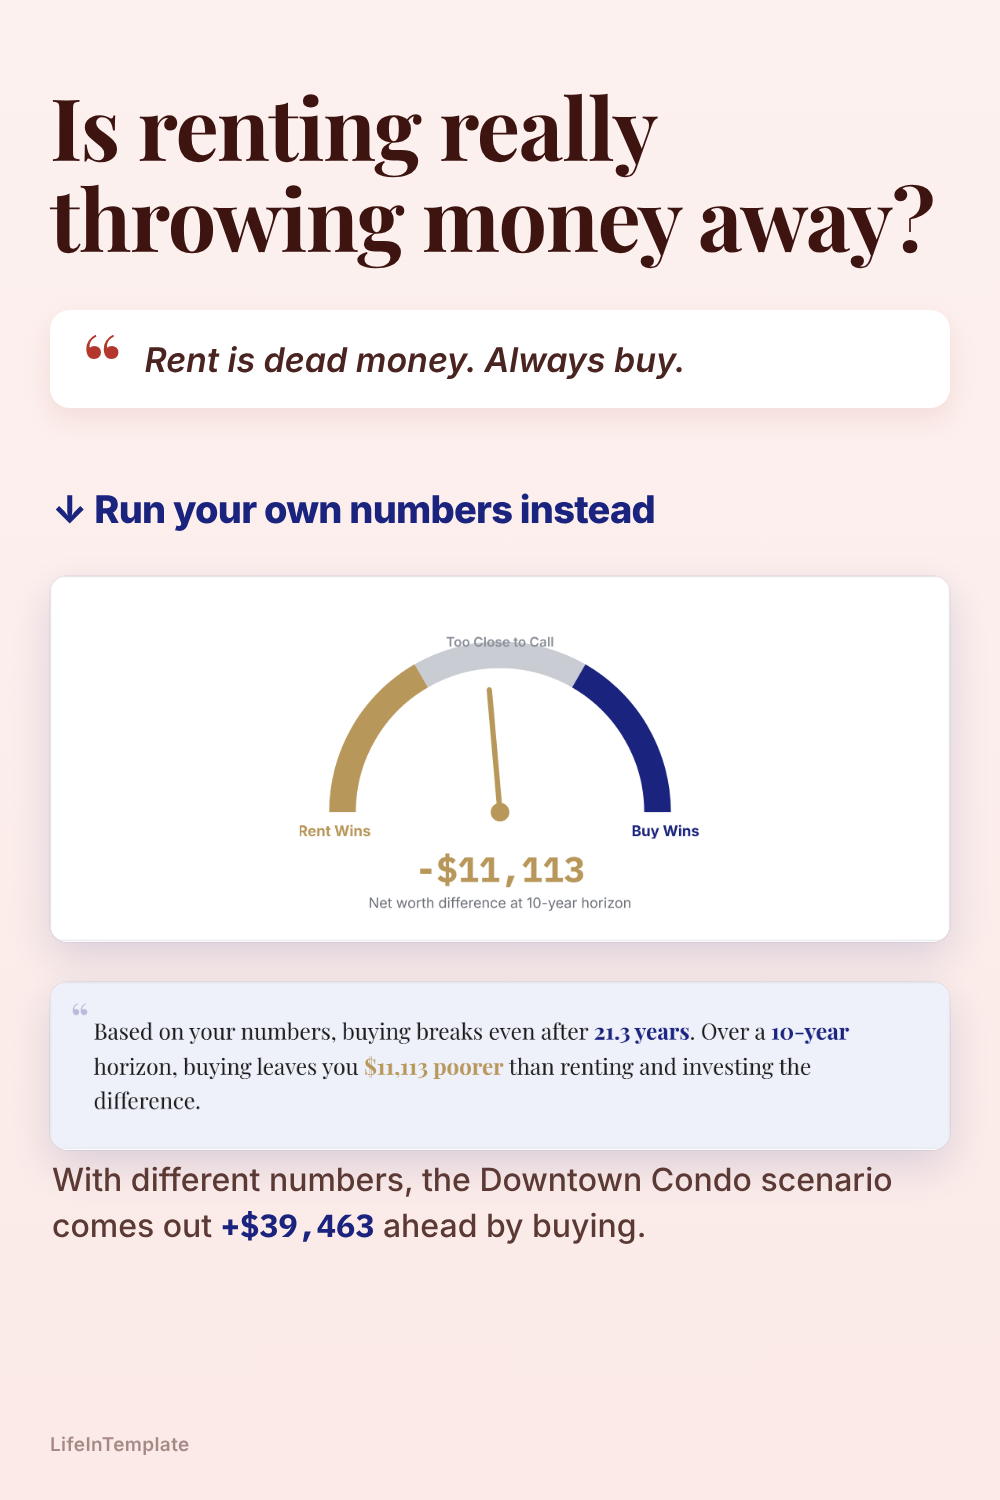 Is renting really
throwing money away?
“ Rent is dead money. Always buy.
↓ Run your own numbers instead
Too Close to Call
Rent Wins
Buy Wins
-$11,113
Net worth difference at 10-year horizon
“
Based on your numbers, buying breaks even after 21.3 years. Over a 10-year
horizon, buying leaves you $11,113 poorer than renting and investing the
difference.
With different numbers, the Downtown Condo scenario
comes out +$39,463 ahead by buying.
LifeInTemplate